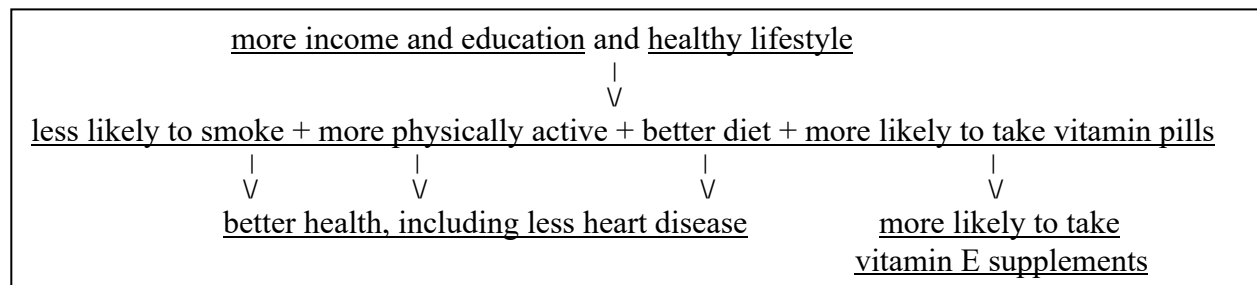 more income and education and healthy lifestyle
less likely to smoke + more physically active + better diet + more likely to take vitamin pills
better health, including less heart disease
more likely to take
vitamin E supplements